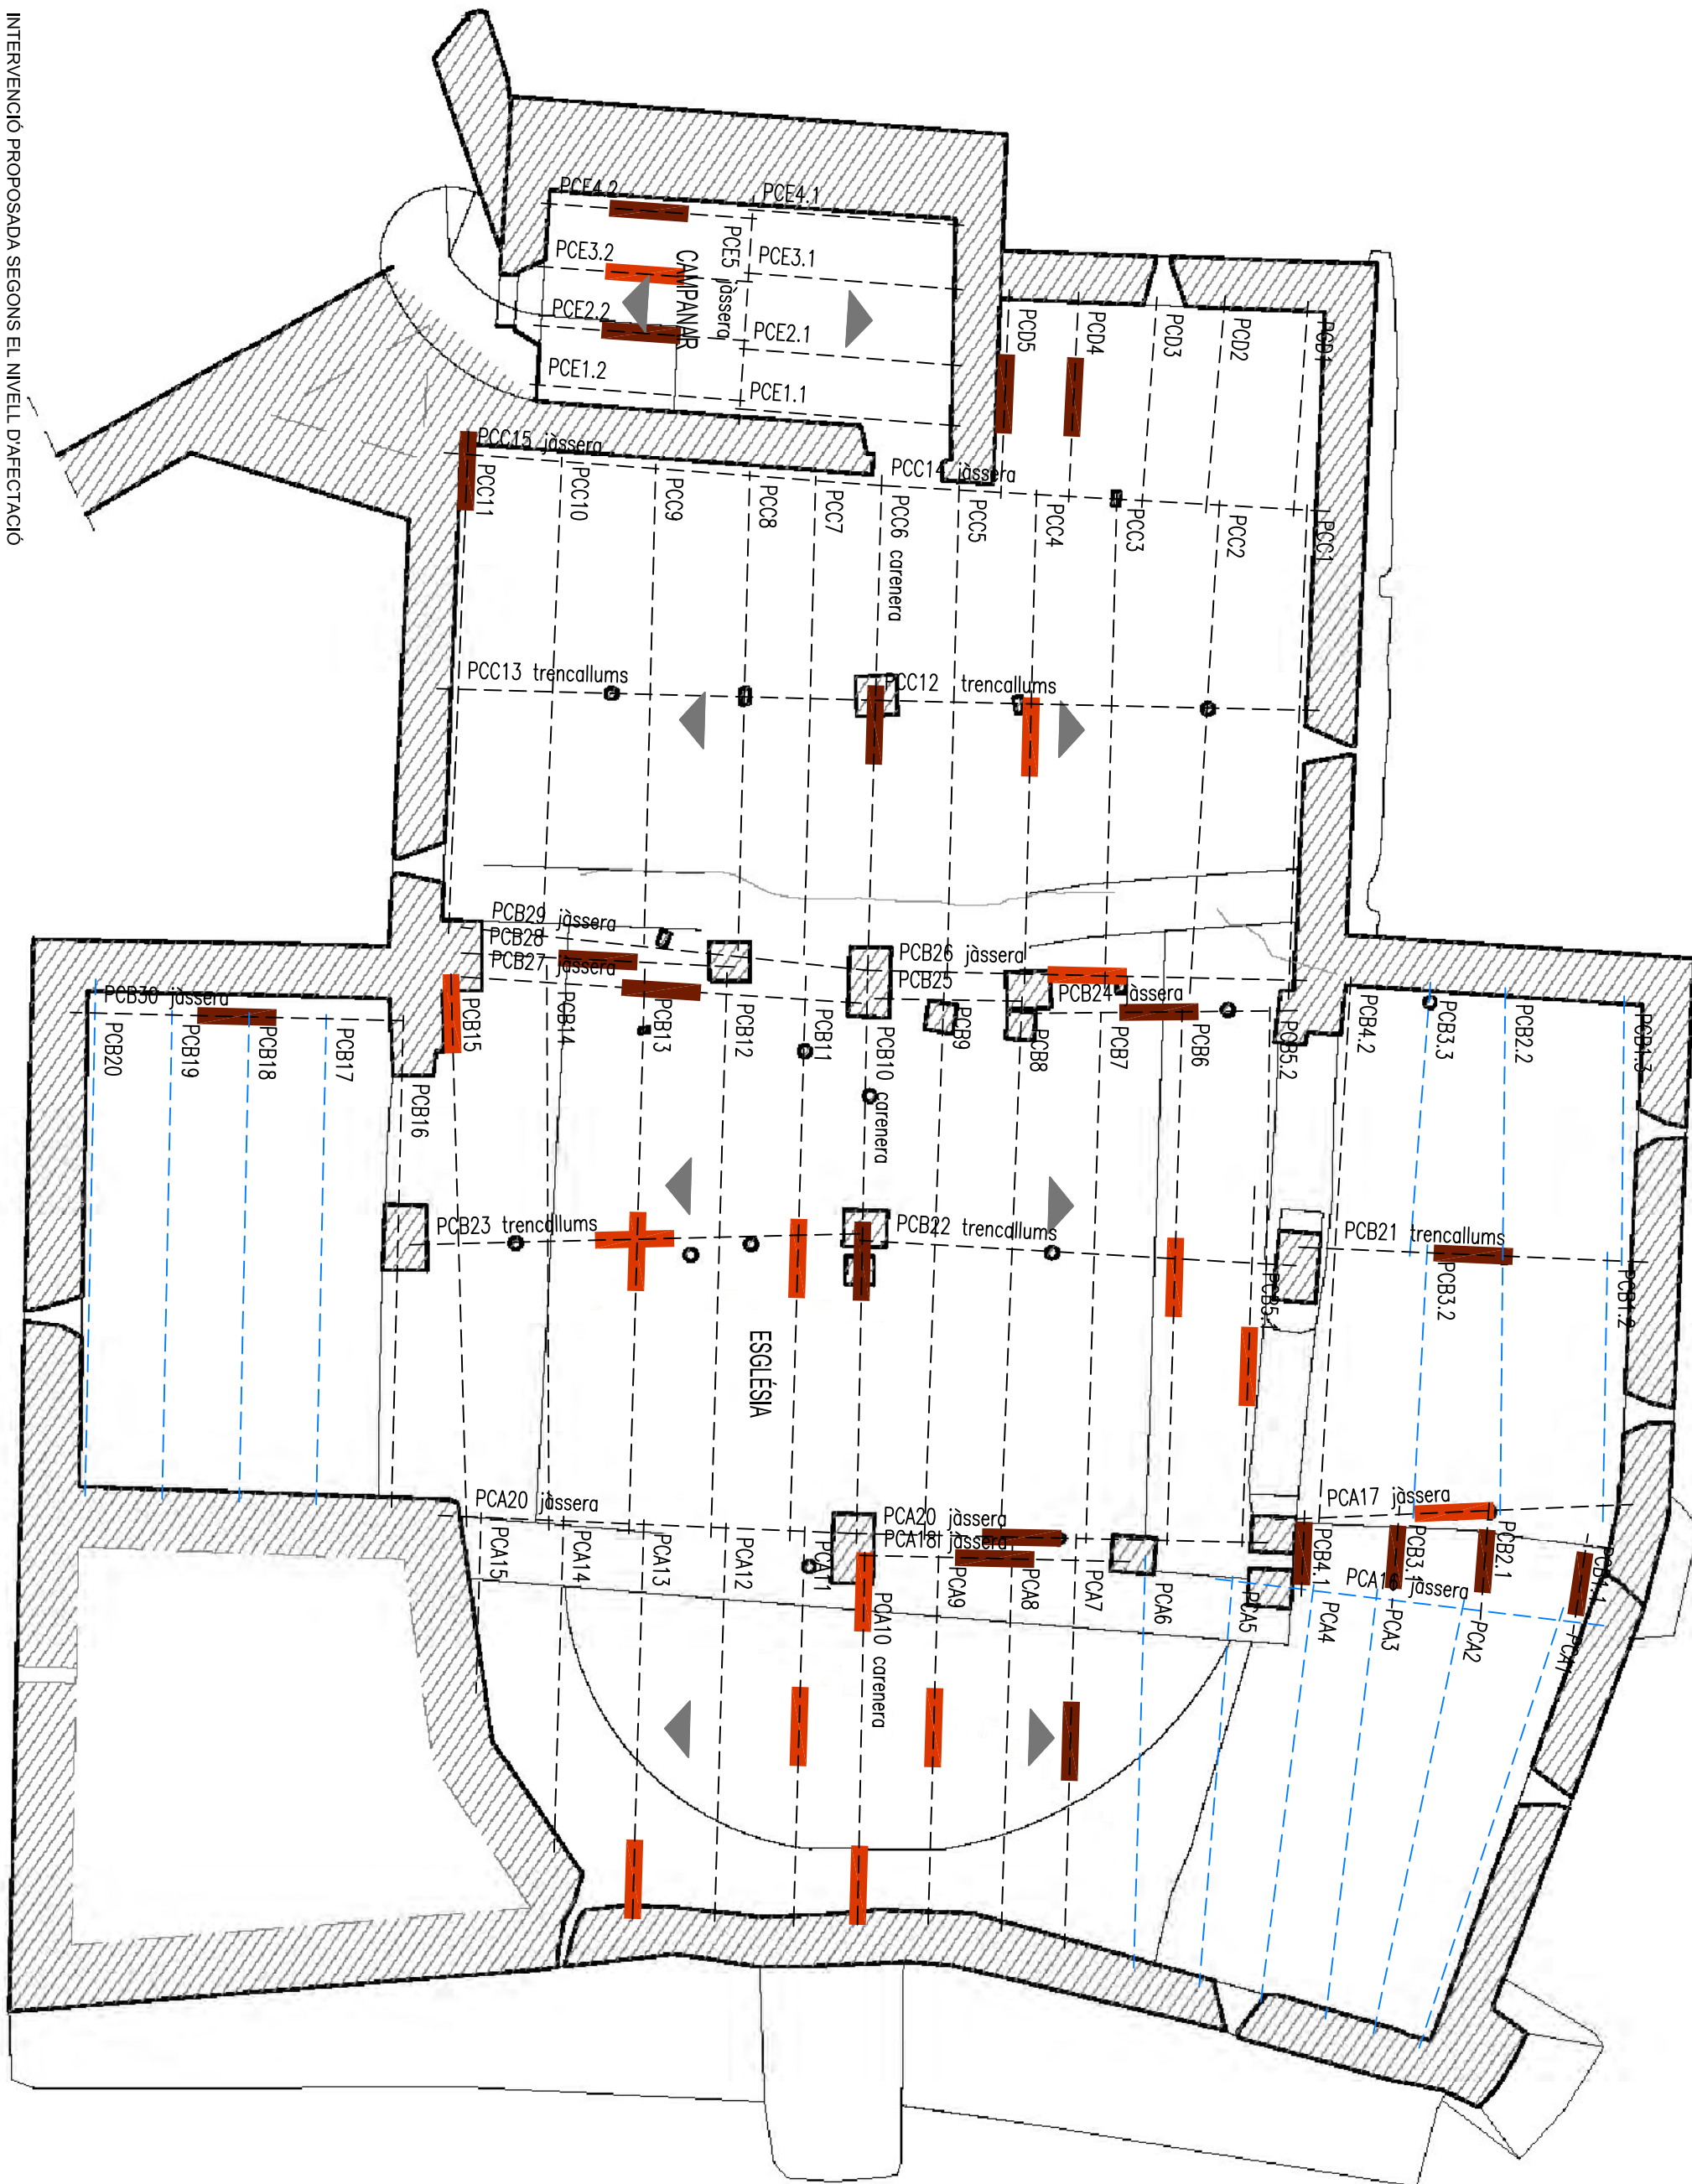 INTERVENCIÓ PROPOSADA SEGONS EL NIVELL D'AFECTACIÓ
PCE4.2
PCE4.1
PCE5 jàssera
PCE3.2
PCE3.1
CAMPANAR
PCE2.2
PCE2.1
PCE1.2
PCE1.1
PCD5
PCD4
PCD3
PCD2
PCD1
PCC15 jàssera
PCC14 jàssera
PCC11
PCC10
PCC9
PCC8
PCC7
PCC6 carenera
PCC5
PCC4
PCC3
PCC2
PCC1
PCC13 trencallums
PCC12 trencallums
PCB29 jàssera
PCB28
PCB27 jàssera
PCB26 jàssera
PCB25
PCB24 jàssera
PCB30 jàssera
PCB20
PCB19
PCB18
PCB17
PCB16
PCB15
PCB14
PCB13
PCB12
PCB11
PCB10 carenera
PCB9
PCB8
PCB7
PCB6
PCB5.2
PCB4.2
PCB3.3
PCB2.2
PCB1.3
PCB23 trencallums
PCB22 trencallums
PCB21 trencallums
PCB5.1
PCB3.2
PCB1.2
ESGLÉSIA
PCA20 jàssera
PCA20 jàssera
PCA18 jàssera
PCA17 jàssera
PCA16 jàssera
PCB4.1
PCB3.1
PCB2.1
PCB1.1
PCA15
PCA14
PCA13
PCA12
PCA11
PCA10 carenera
PCA9
PCA8
PCA7
PCA6
PCA5
PCA4
PCA3
PCA2
PCA1